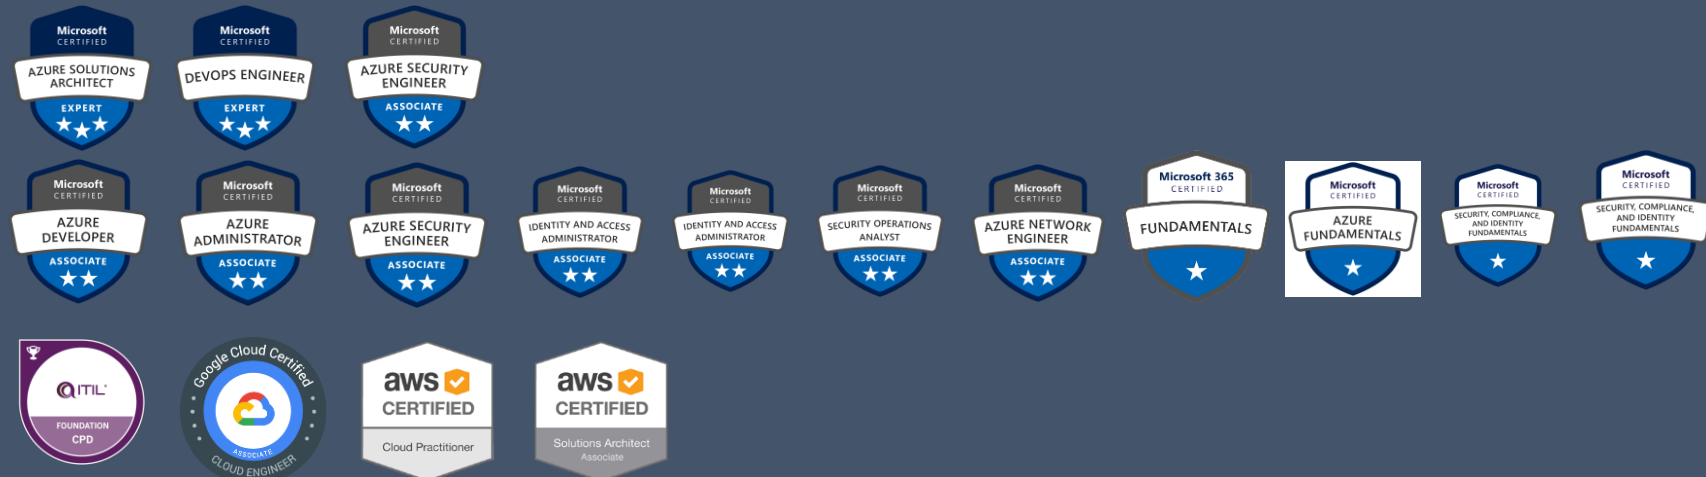 Microsoft
CERTIFIED
AZURE SOLUTIONS
ARCHITECT
EXPERT
Microsoft
CERTIFIED
DEVOPS ENGINEER
EXPERT
Microsoft
CERTIFIED
AZURE SECURITY
ENGINEER
ASSOCIATE
Microsoft
CERTIFIED
AZURE
DEVELOPER
ASSOCIATE
Microsoft
CERTIFIED
AZURE
ADMINISTRATOR
ASSOCIATE
Microsoft
CERTIFIED
AZURE SECURITY
ENGINEER
ASSOCIATE
Microsoft
CERTIFIED
IDENTITY AND ACCESS
ADMINISTRATOR
ASSOCIATE
Microsoft
CERTIFIED
IDENTITY AND ACCESS
ADMINISTRATOR
ASSOCIATE
Microsoft
CERTIFIED
SECURITY OPERATIONS
ANALYST
ASSOCIATE
Microsoft
CERTIFIED
AZURE NETWORK
ENGINEER
ASSOCIATE
Microsoft 365
CERTIFIED
FUNDAMENTALS
Microsoft
CERTIFIED
AZURE
FUNDAMENTALS
Microsoft
CERTIFIED
SECURITY, COMPLIANCE,
AND IDENTITY
FUNDAMENTALS
Microsoft
CERTIFIED
SECURITY, COMPLIANCE,
AND IDENTITY
FUNDAMENTALS
ITIL
FOUNDATION
CPD
Google Cloud Certified
ASSOCIATE
CLOUD ENGINEER
aws
CERTIFIED
Cloud Practitioner
aws
CERTIFIED
Solutions Architect
Associate